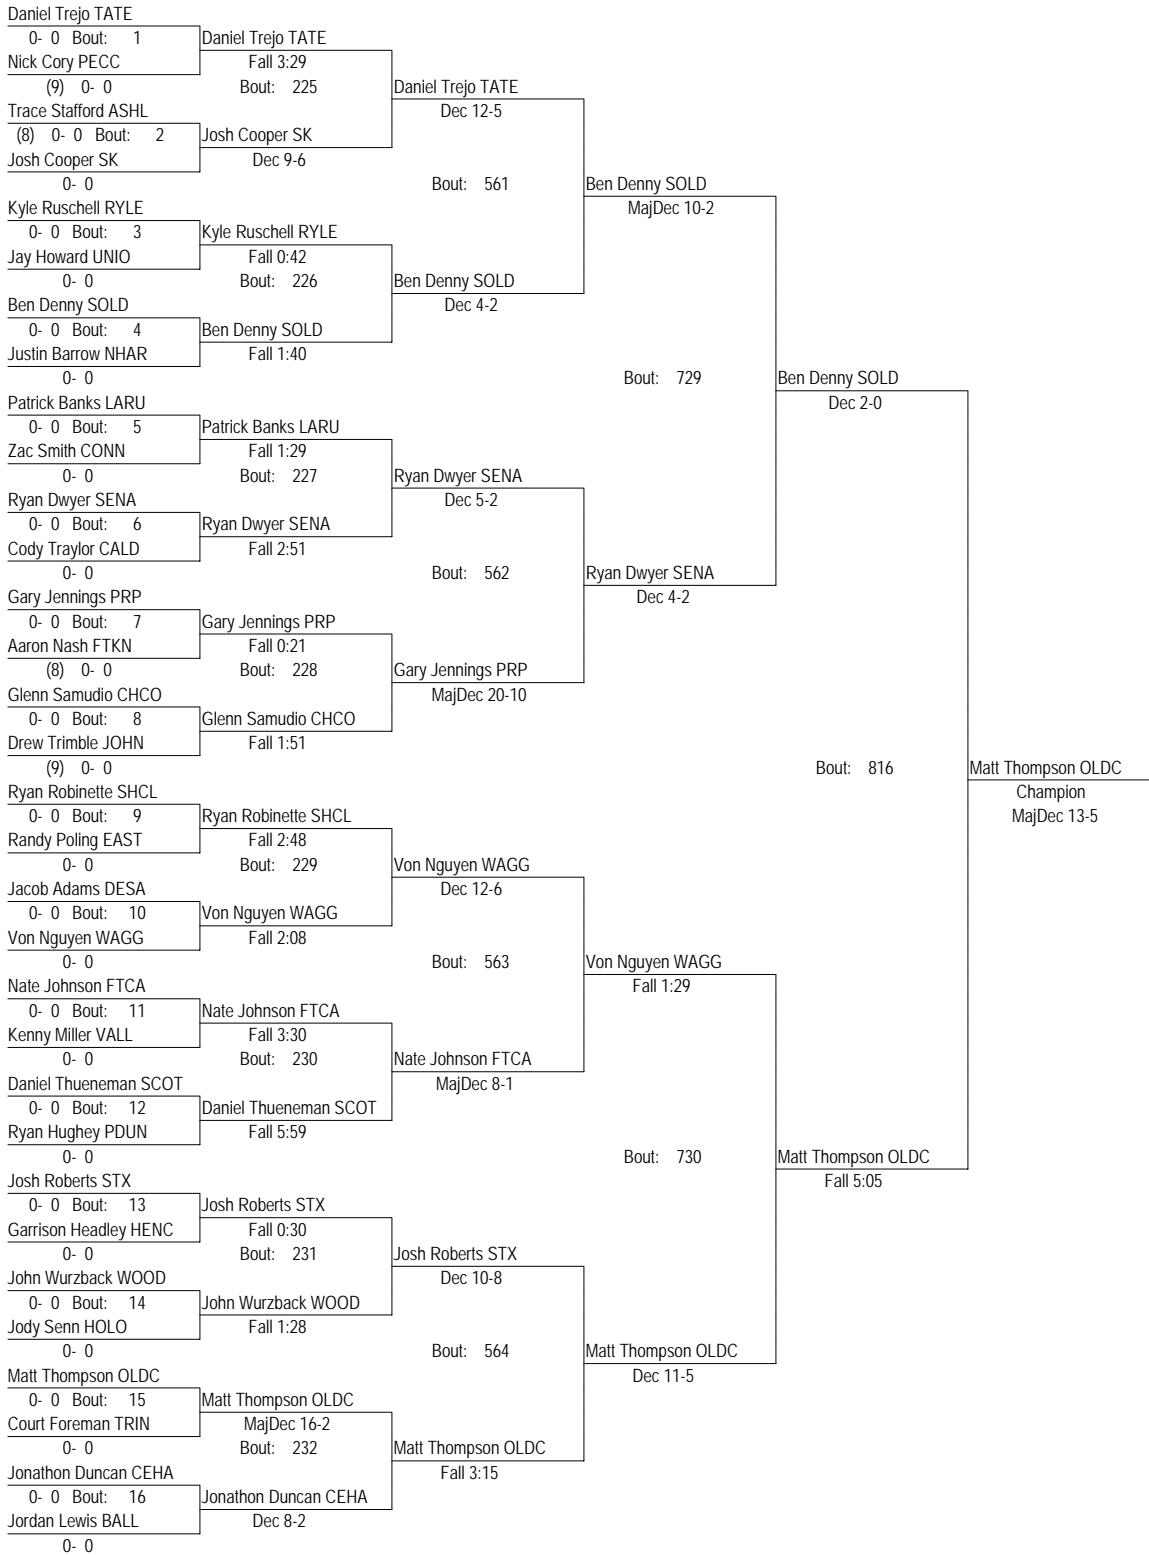 Daniel Trejo TATE
0- 0 Bout: 1
Daniel Trejo TATE
Nick Cory PECC
Fall 3:29
(9) 0- 0
Bout: 225
Daniel Trejo TATE
Trace Stafford ASHL
Dec 12-5
(8) 0- 0 Bout: 2
Josh Cooper SK
Josh Cooper SK
Dec 9-6
0- 0
Bout: 561
Ben Denny SOLD
Kyle Ruschell RYLE
MajDec 10-2
0- 0 Bout: 3
Kyle Ruschell RYLE
Jay Howard UNIO
Fall 0:42
0- 0
Bout: 226
Ben Denny SOLD
Ben Denny SOLD
Dec 4-2
0- 0 Bout: 4
Ben Denny SOLD
Justin Barrow NHAR
Fall 1:40
0- 0
Bout: 729
Ben Denny SOLD
Patrick Banks LARU
Dec 2-0
0- 0 Bout: 5
Patrick Banks LARU
Zac Smith CONN
Fall 1:29
0- 0
Bout: 227
Ryan Dwyer SENA
Ryan Dwyer SENA
Dec 5-2
0- 0 Bout: 6
Ryan Dwyer SENA
Cody Traylor CALD
Fall 2:51
0- 0
Bout: 562
Ryan Dwyer SENA
Gary Jennings PRP
Dec 4-2
0- 0 Bout: 7
Gary Jennings PRP
Aaron Nash FTKN
Fall 0:21
(8) 0- 0
Bout: 228
Gary Jennings PRP
Glenn Samudio CHCO
MajDec 20-10
0- 0 Bout: 8
Glenn Samudio CHCO
Drew Trimble JOHN
Fall 1:51
(9) 0- 0
Bout: 816
Matt Thompson OLDC
Ryan Robinette SHCL
Champion
0- 0 Bout: 9
Ryan Robinette SHCL
MajDec 13-5
Randy Poling EAST
Fall 2:48
0- 0
Bout: 229
Von Nguyen WAGG
Jacob Adams DESA
Dec 12-6
0- 0 Bout: 10
Von Nguyen WAGG
Von Nguyen WAGG
Fall 2:08
0- 0
Bout: 563
Von Nguyen WAGG
Nate Johnson FTCA
Fall 1:29
0- 0 Bout: 11
Nate Johnson FTCA
Kenny Miller VALL
Fall 3:30
0- 0
Bout: 230
Nate Johnson FTCA
Daniel Thueneman SCOT
MajDec 8-1
0- 0 Bout: 12
Daniel Thueneman SCOT
Ryan Hughey PDUN
Fall 5:59
0- 0
Bout: 730
Matt Thompson OLDC
Josh Roberts STX
Fall 5:05
0- 0 Bout: 13
Josh Roberts STX
Garrison Headley HENC
Fall 0:30
0- 0
Bout: 231
Josh Roberts STX
John Wurzback WOOD
Dec 10-8
0- 0 Bout: 14
John Wurzback WOOD
Jody Senn HOLO
Fall 1:28
0- 0
Bout: 564
Matt Thompson OLDC
Matt Thompson OLDC
Dec 11-5
0- 0 Bout: 15
Matt Thompson OLDC
Court Foreman TRIN
MajDec 16-2
0- 0
Bout: 232
Matt Thompson OLDC
Jonathon Duncan CEHA
Fall 3:15
0- 0 Bout: 16
Jonathon Duncan CEHA
Jordan Lewis BALL
Dec 8-2
0- 0